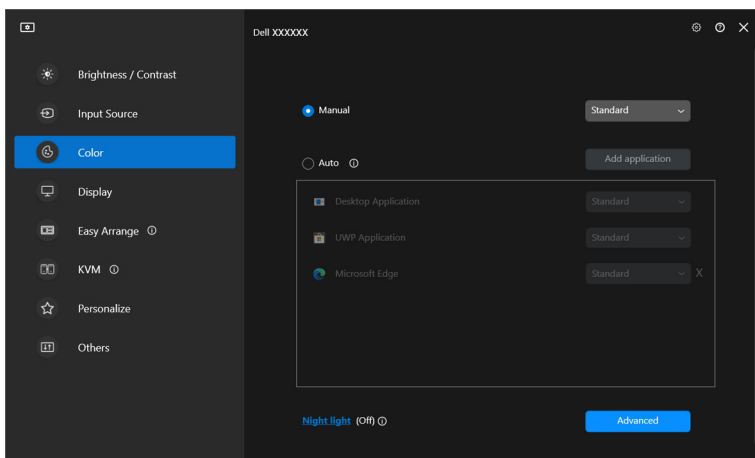 Dell XXXXXX
Brightness / Contrast
Input Source
Color
Display
Easy Arrange
KVM
Personalize
Others
Manual
Standard
Auto
Add application
Desktop Application
Standard
UWP Application
Standard
Microsoft Edge
Standard
X
Night light (Off)
Advanced